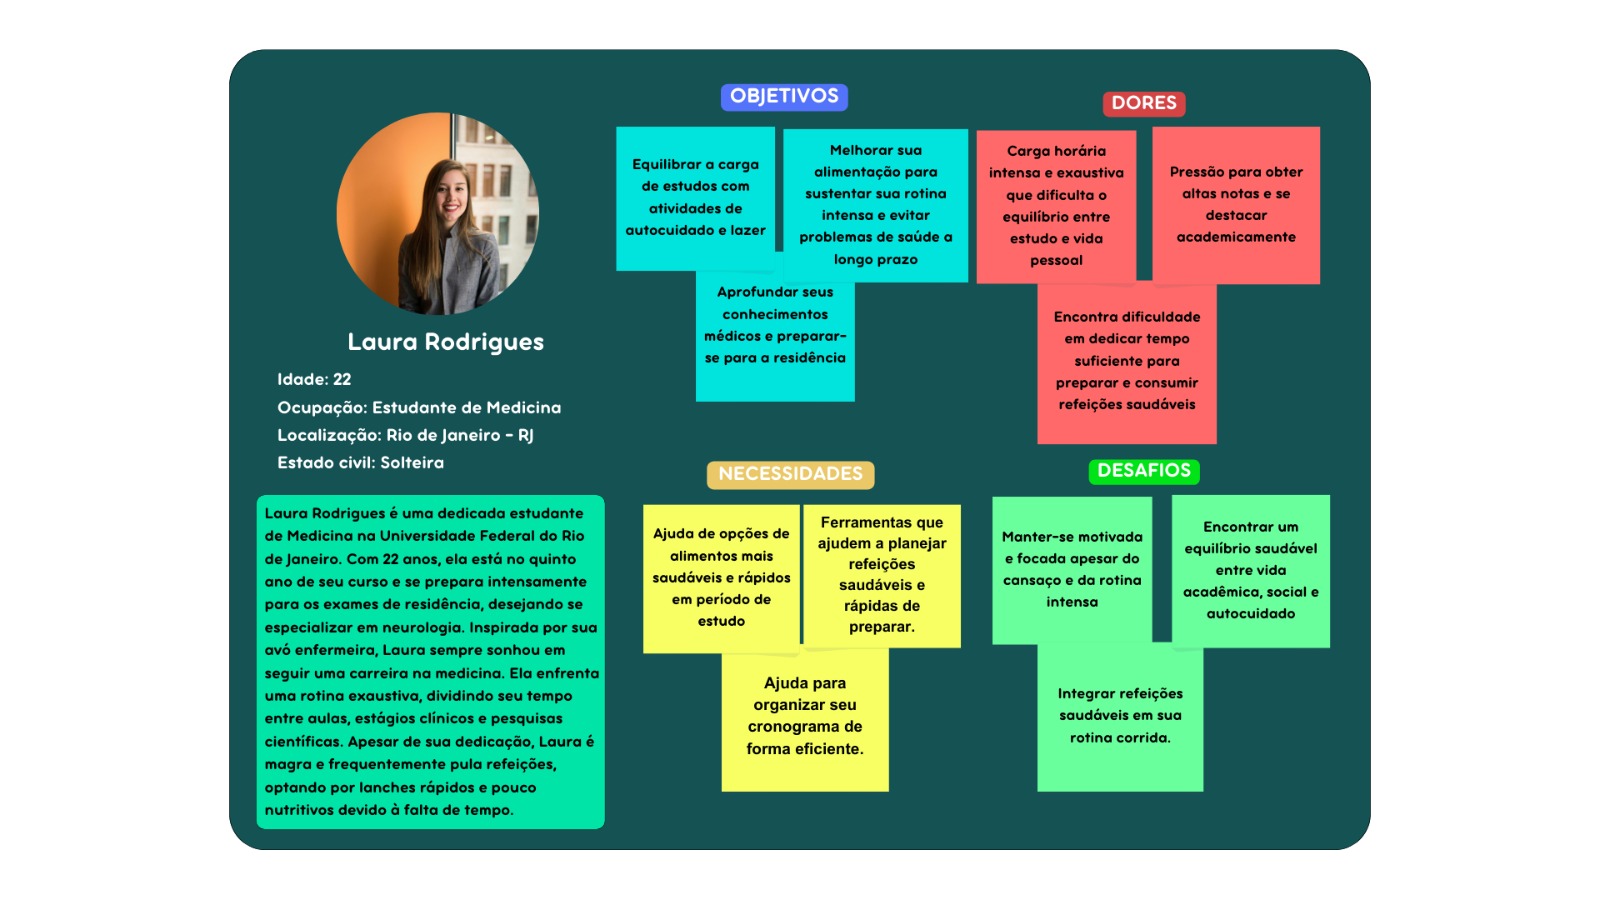 Laura Rodrigues
Idade: 22
Ocupação: Estudante de Medicina
Localização: Rio de Janeiro - RJ
Estado civil: Solteira
Laura Rodrigues é uma dedicada estudante
de Medicina na Universidade Federal do Rio
de Janeiro. Com 22 anos, ela está no quinto
ano de seu curso e se prepara intensamente
para os exames de residência, desejando se
especializar em neurologia. Inspirada por sua
avó enfermeira, Laura sempre sonhou em
seguir uma carreira na medicina. Ela enfrenta
uma rotina exaustiva, dividindo seu tempo
entre aulas, estágios clínicos e pesquisas
científicas. Apesar de sua dedicação, Laura é
magra e frequentemente pula refeições,
optando por lanches rápidos e pouco
nutritivos devido à falta de tempo.
OBJETIVOS
Equilibrar a carga
de estudos com
atividades de
autocuidado e lazer
Melhorar sua
alimentação para
sustentar sua rotina
intensa e evitar
problemas de saúde a
longo prazo
Aprofundar seus
conhecimentos
médicos e preparar-
se para a residência
DORES
Carga horária
intensa e exaustiva
que dificulta o
equilíbrio entre
estudo e vida
pessoal
Pressão para obter
altas notas e se
destacar
academicamente
Encontra dificuldade
em dedicar tempo
suficiente para
preparar e consumir
refeições saudáveis
NECESSIDADES
Ajuda de opções de
alimentos mais
saudáveis e rápidos
em período de
estudo
Ferramentas que
ajudem a planejar
refeições
saudáveis e
rápidas de
preparar.
Ajuda para
organizar seu
cronograma de
forma eficiente.
DESAFIOS
Manter-se motivada
e focada apesar do
cansaço e da rotina
intensa
Encontrar um
equilíbrio saudável
entre vida
acadêmica, social e
autocuidado
Integrar refeições
saudáveis em sua
rotina corrida.